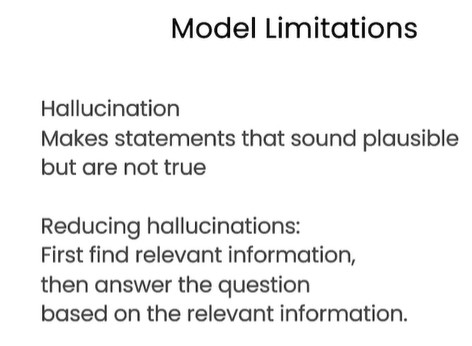 Model Limitations
Hallucination
Makes statements that sound plausible
but are not true
Reducing hallucinations:
First find relevant information,
then answer the question
based on the relevant information.